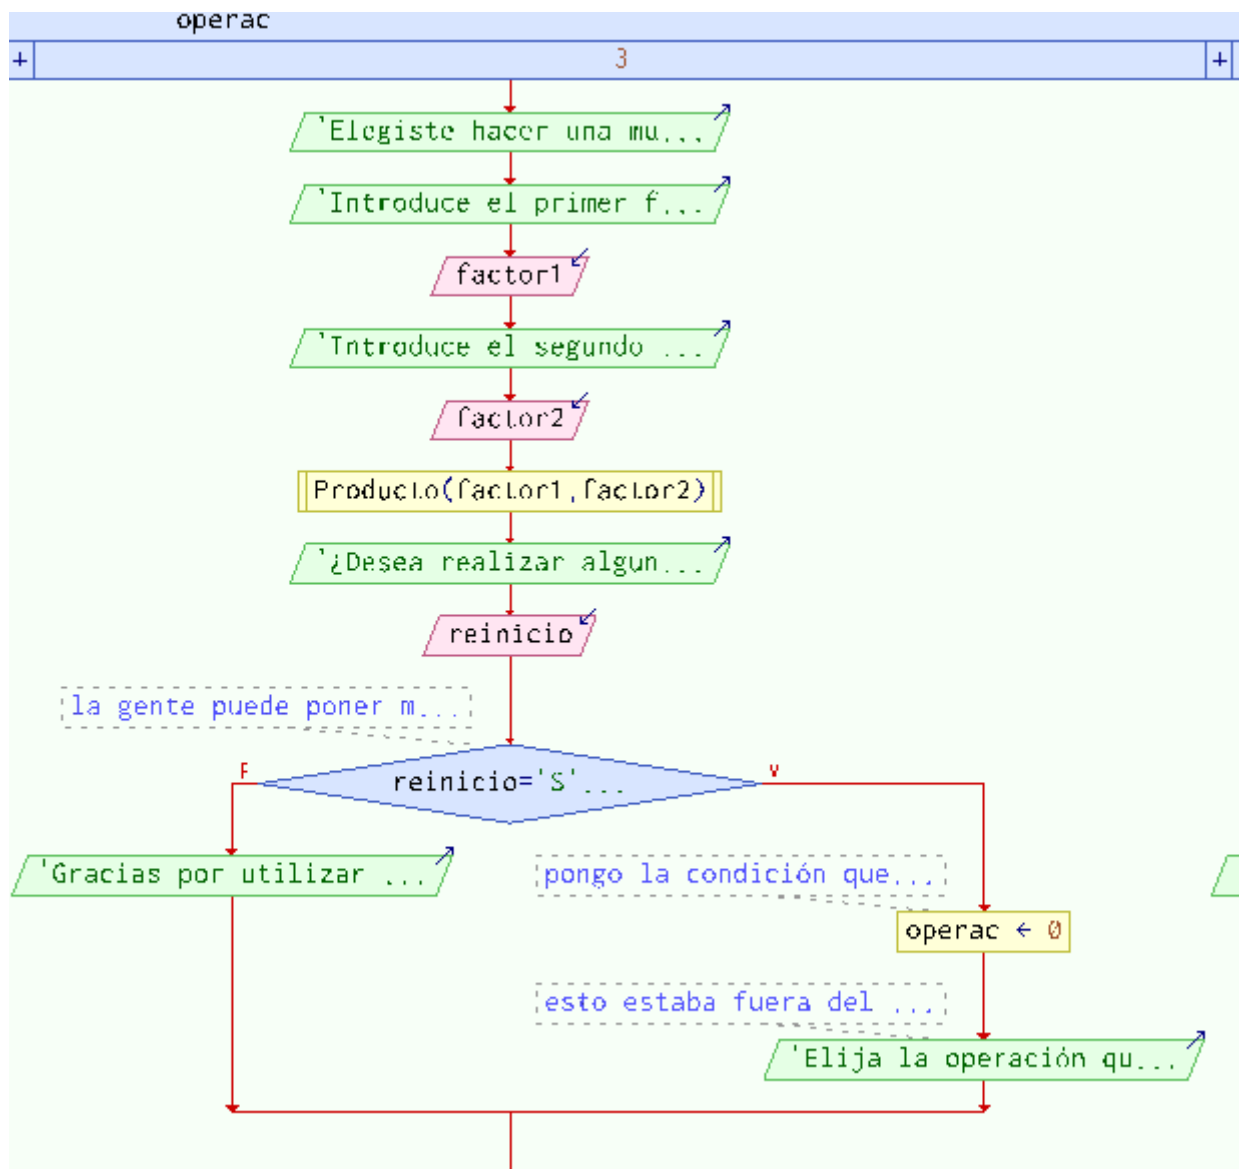 operac
+ 3 +
'Elegiste hacer una mu...
'Introduce el primer f...
factor1
'Introduce el segundo ...
factor2
Producto(factor1,factor2)
'¿Desea realizar algun...
reinicio
la gente puede poner m...
F reinicio='S'... V
'Gracias por utilizar ...
pongo la condición que...
operac ← 0
esto estaba fuera del ...
'Elija la operación qu...